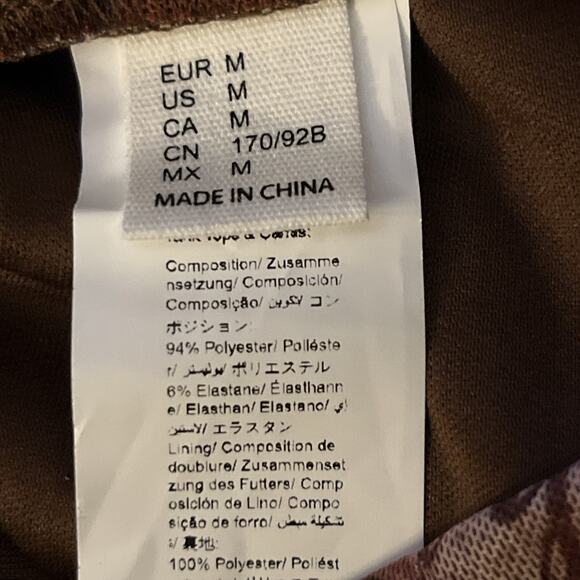 EUR M
US M
CA M
CN 170/92B
MX M
MADE IN CHINA
Composition/ Zusamme
nsetzung/ Composición/
Composição/ تكوين/ コン
ポジション:
94% Polyester/ Polléste
r/ بوليستر/ ポリエステル
6% Elastane/ Élasthann
e/ Elasthan/ Elastano/
エラスタン
Lining/ Composition de
doublure/ Zusammenset
zung des Futters/ Comp
osición de Lino/ Compo
sição de forro/ تشكيلة مبطن
/ 裏地:
100% Polyester/ Poliést